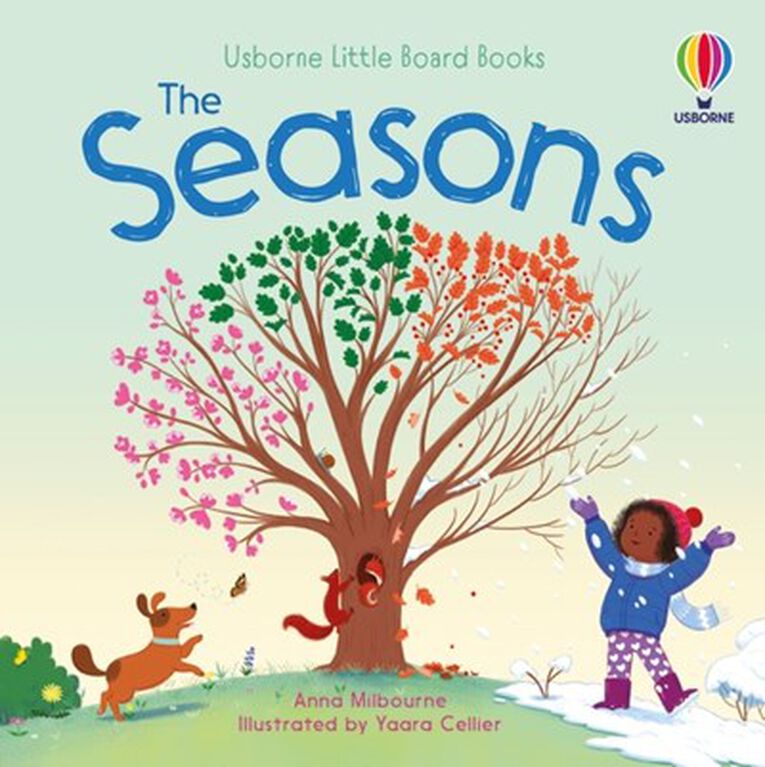 Usborne Little Board Books
USBORNE
The
Seasons
Anna Milbourne
Illustrated by Yaara Cellier